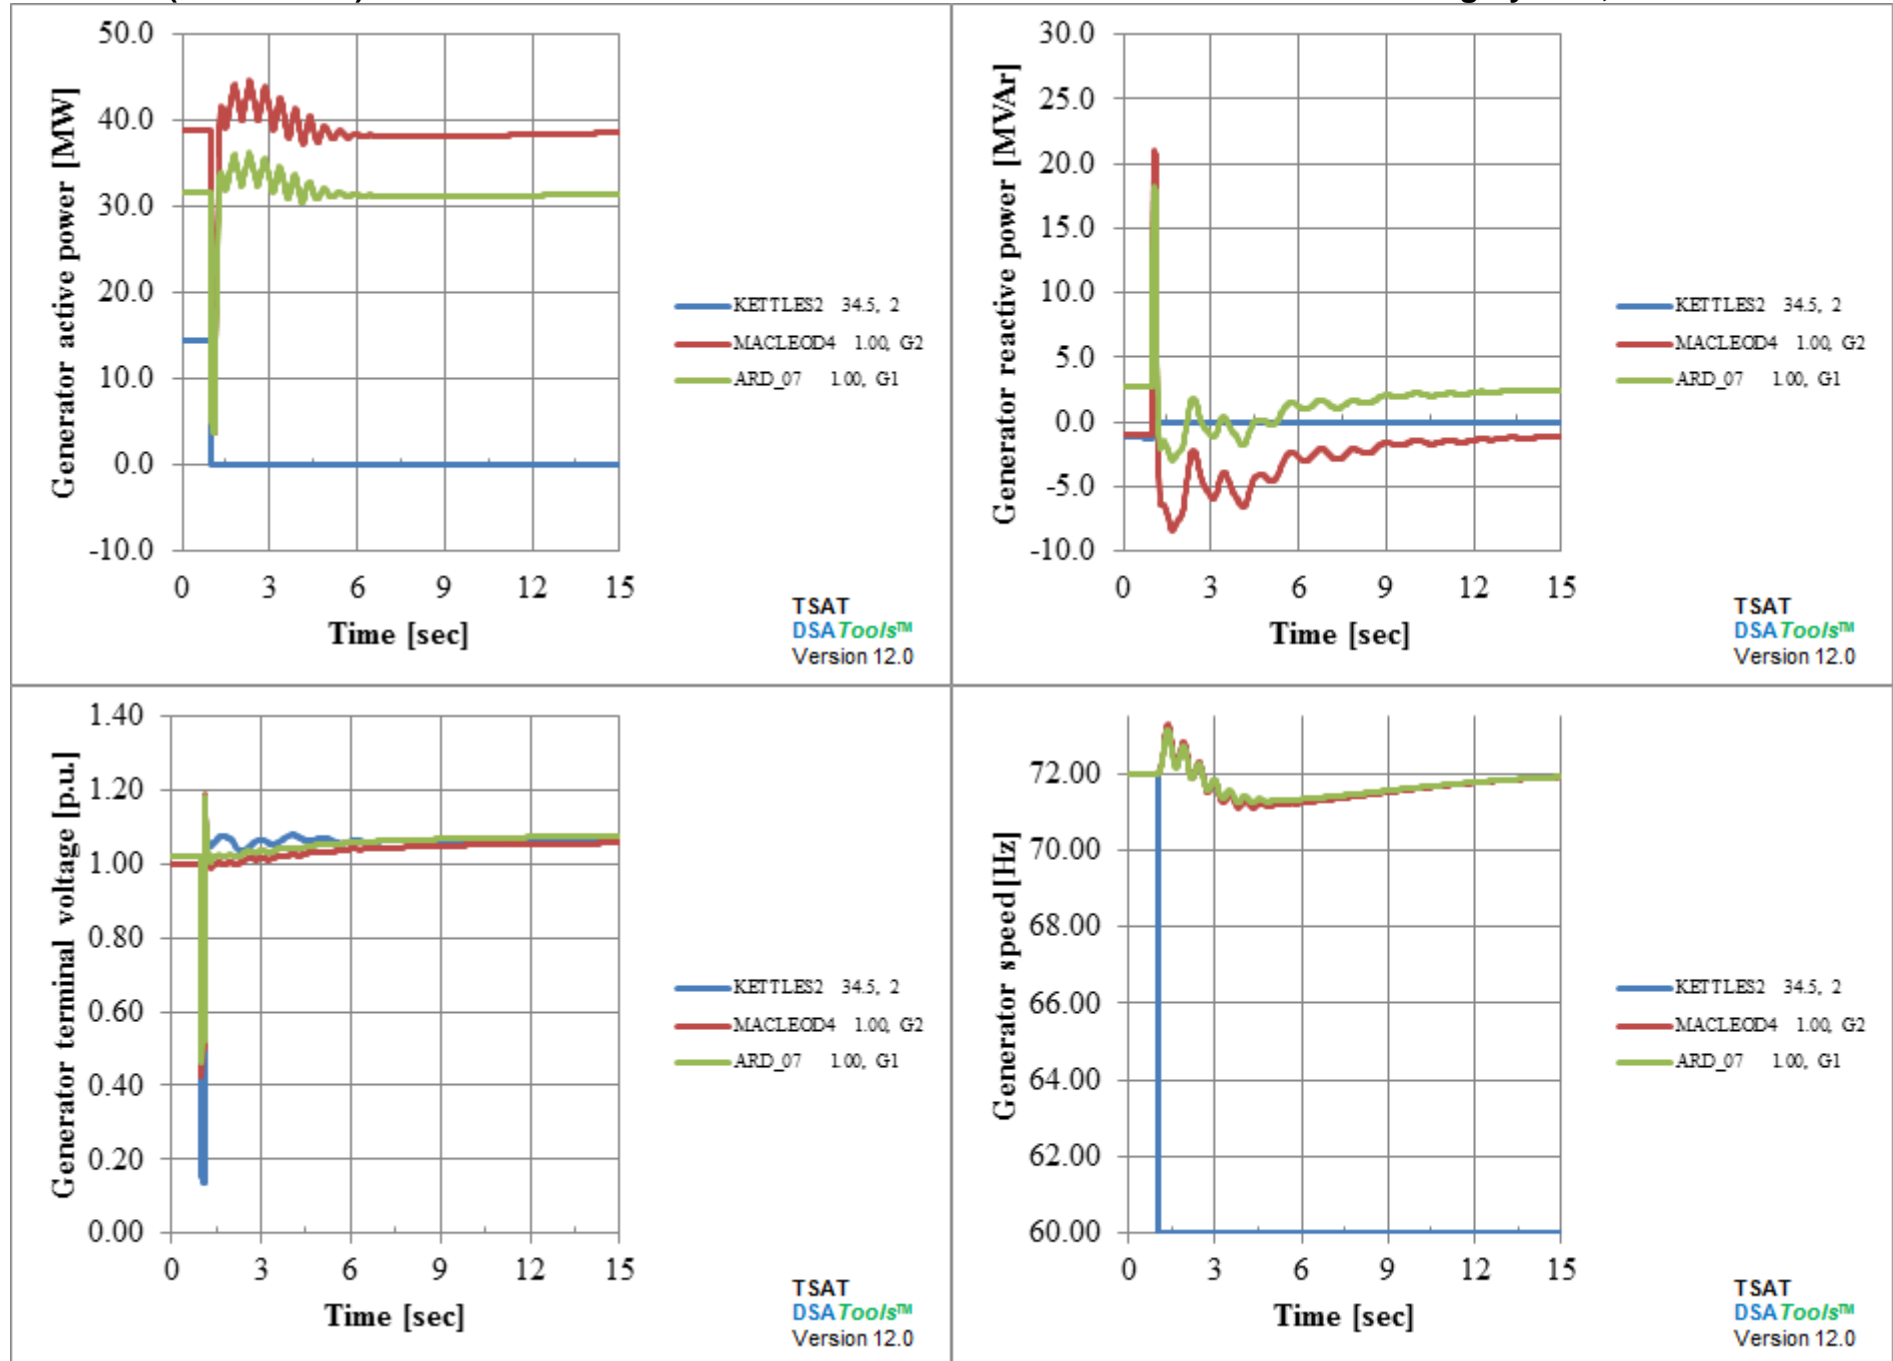 50.0
40.0
30.0
20.0
10.0
0.0
-10.0
0 3 6 9 12 15
Generator active power [MW]
Time [sec]
KETTLES2 34.5, 2
MACLEOD4 1.00, G2
ARD_07 1.00, G1
TSAT
DSATools™
Version 12.0
30.0
25.0
20.0
15.0
10.0
5.0
0.0
-5.0
-10.0
0 3 6 9 12 15
Generator reactive power [MVAr]
Time [sec]
KETTLES2 34.5, 2
MACLEOD4 1.00, G2
ARD_07 1.00, G1
TSAT
DSATools™
Version 12.0
1.40
1.20
1.00
0.80
0.60
0.40
0.20
0.00
0 3 6 9 12 15
Generator terminal voltage [p.u.]
Time [sec]
KETTLES2 34.5, 2
MACLEOD4 1.00, G2
ARD_07 1.00, G1
TSAT
DSATools™
Version 12.0
72.00
70.00
68.00
66.00
64.00
62.00
60.00
0 3 6 9 12 15
Generator speed[Hz]
Time [sec]
KETTLES2 34.5, 2
MACLEOD4 1.00, G2
ARD_07 1.00, G1
TSAT
DSATools™
Version 12.0